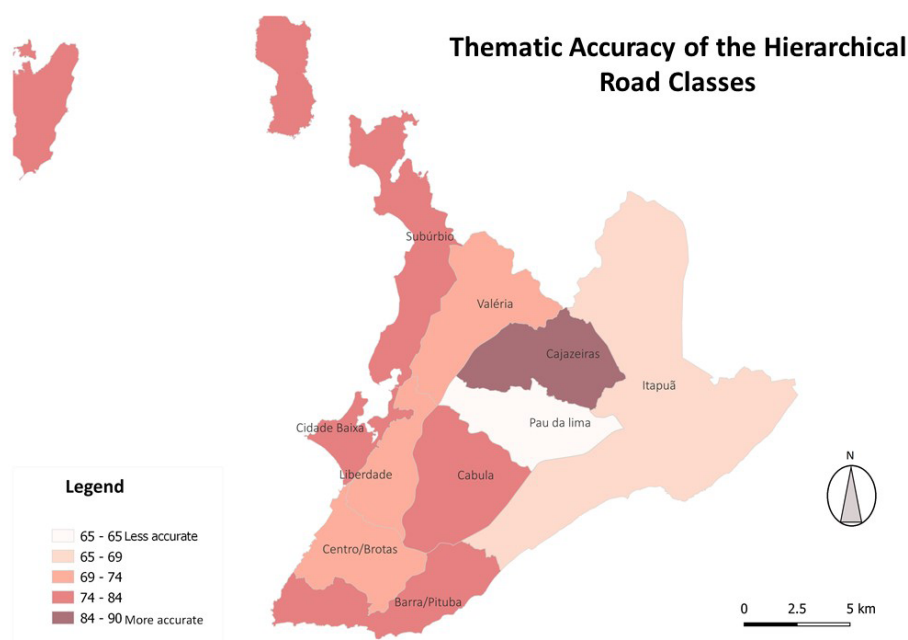 Thematic Accuracy of the Hierarchical
Road Classes
Subúrbio
Valéria
Cajazeiras
Itapuã
Pau da lima
Cidade Baixa
Liberdade
Cabula
Centro/Brotas
Barra/Pituba
N
Legend
65 - 65 Less accurate
65 - 69
69 - 74
74 - 84
84 - 90 More accurate
0 2.5 5 km